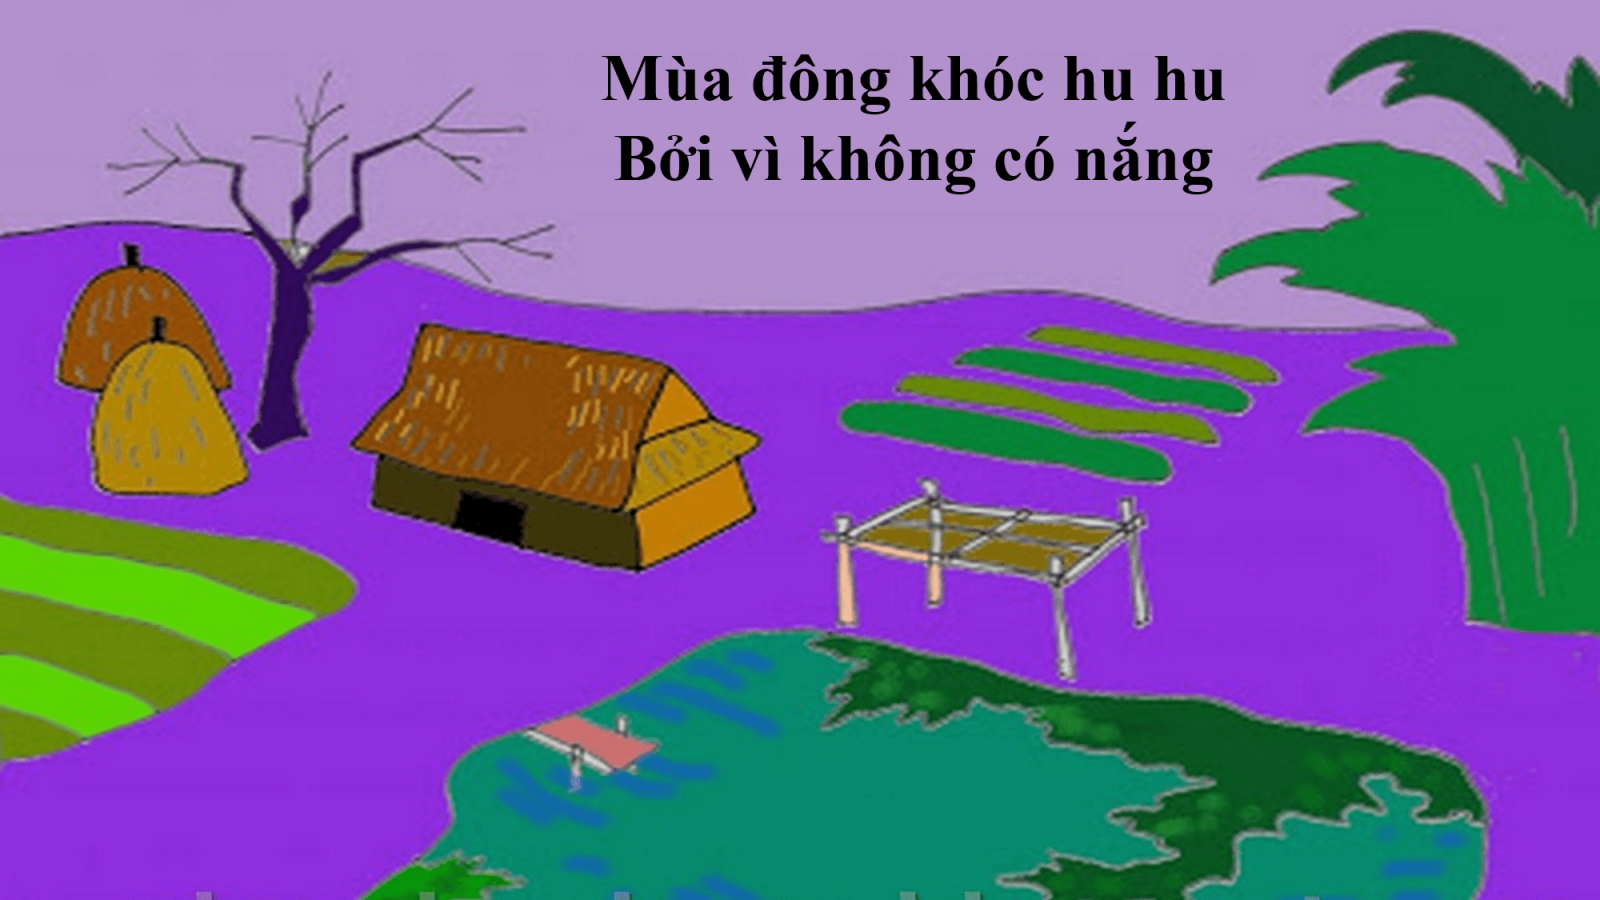 Mùa đông khóc hu hu
Bởi vì không có nắng